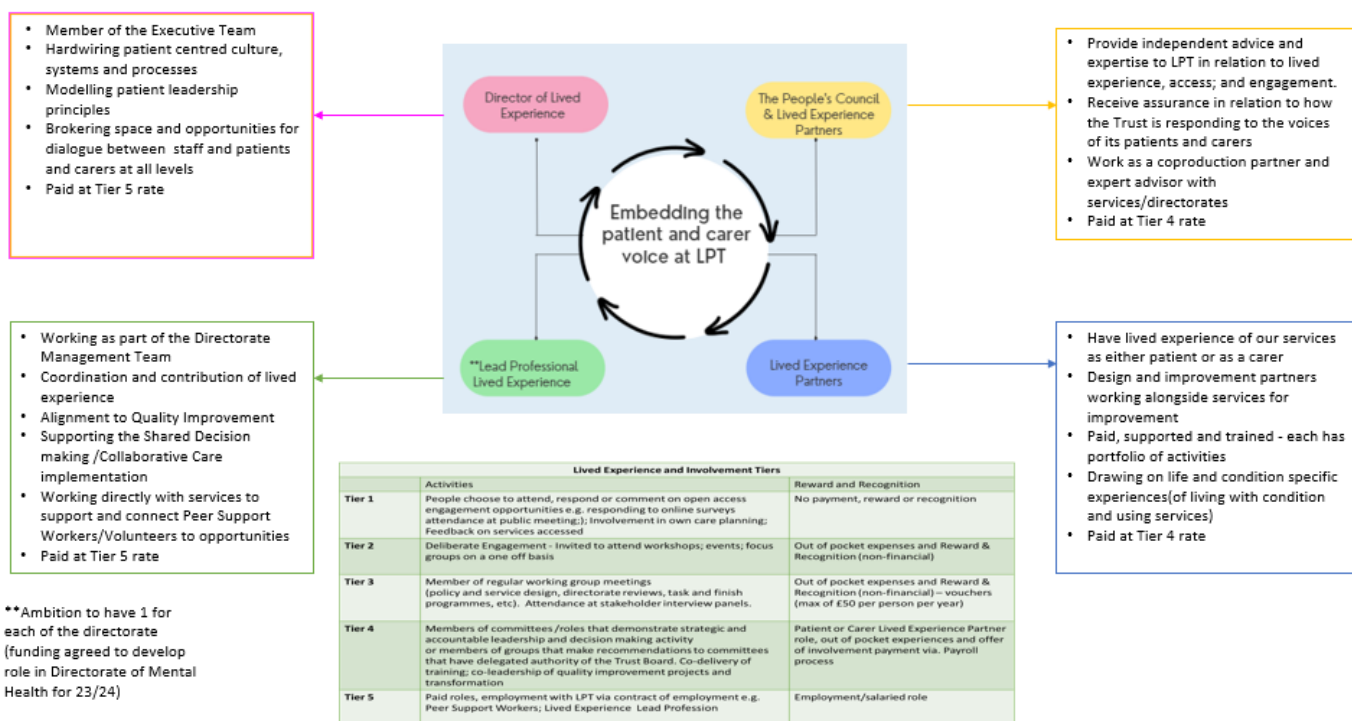 • Member of the Executive Team
• Hardwiring patient centred culture,
systems and processes
• Modelling patient leadership
principles
• Brokering space and opportunities for
dialogue between staff and patients
and carers at all levels
• Paid at Tier 5 rate
Director of Lived
Experience
The People's Council
& Lived Experience
Partners
• Provide independent advice and
expertise to LPT in relation to lived
experience, access; and engagement.
• Receive assurance in relation to how
the Trust is responding to the voices
of its patients and carers
• Work as a coproduction partner and
expert advisor with
services/directorates
• Paid at Tier 4 rate
Embedding the
patient and carer
voice at LPT
• Working as part of the Directorate
Management Team
• Coordination and contribution of lived
experience
• Alignment to Quality Improvement
• Supporting the Shared Decision
making /Collaborative Care
implementation
• Working directly with services to
support and connect Peer Support
Workers/Volunteers to opportunities
• Paid at Tier 5 rate
**Lead Professional
Lived Experience
Lived Experience
Partners
• Have lived experience of our services
as either patient or as a carer
• Design and improvement partners
working alongside services for
improvement
• Paid, supported and trained - each has
portfolio of activities
• Drawing on life and condition specific
experiences(of living with condition
and using services)
• Paid at Tier 4 rate
**Ambition to have 1 for
each of the directorate
(funding agreed to develop
role in Directorate of Mental
Health for 23/24)
Lived Experience and Involvement Tiers
Activities Reward and Recognition
Tier 1 People choose to attend, respond or comment on open access No payment, reward or recognition
engagement opportunities e.g. responding to online surveys
attendance at public meeting;); Involvement in own care planning;
Feedback on services accessed
Tier 2 Deliberate Engagement - Invited to attend workshops; events; focus Out of pocket expenses and Reward &
groups on a one off basis Recognition (non-financial)
Tier 3 Member of regular working group meetings Out of pocket expenses and Reward &
(policy and service design, directorate reviews, task and finish Recognition (non-financial) – vouchers
programmes, etc). Attendance at stakeholder interview panels. (max of £50 per person per year)
Tier 4 Members of committees /roles that demonstrate strategic and Patient or Carer Lived Experience Partner
accountable leadership and decision making activity role, out of pocket experiences and offer
or members of groups that make recommendations to committees of involvement payment via. Payroll
that have delegated authority of the Trust Board. Co-delivery of process
training; co-leadership of quality improvement projects and
transformation
Tier 5 Paid roles, employment with LPT via contract of employment e.g. Employment/salaried role
Peer Support Workers; Lived Experience Lead Profession